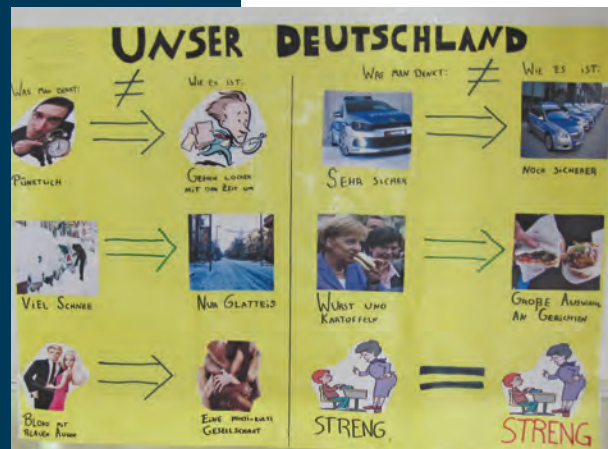 UNSER DEUTSCHLAND
WAS MAN DENKT:
≠
WIE ES IST:
PÜNKTLICH
GEHEN LOCKER
MIT DER ZEIT UM
VIEL SCHNEE
NUR GLATTEIS
BLOND MIT
BLAUEN AUGEN
EINE MULTI-KULTI
GESELLSCHAFT
WAS MAN DENKT:
≠
WIE ES IST:
SEHR SICHER
NOCH SICHERER
WURST UND
KARTOFFELN
GROßE AUSWAHL
AN GERICHTEN
STRENG
=
STRENG